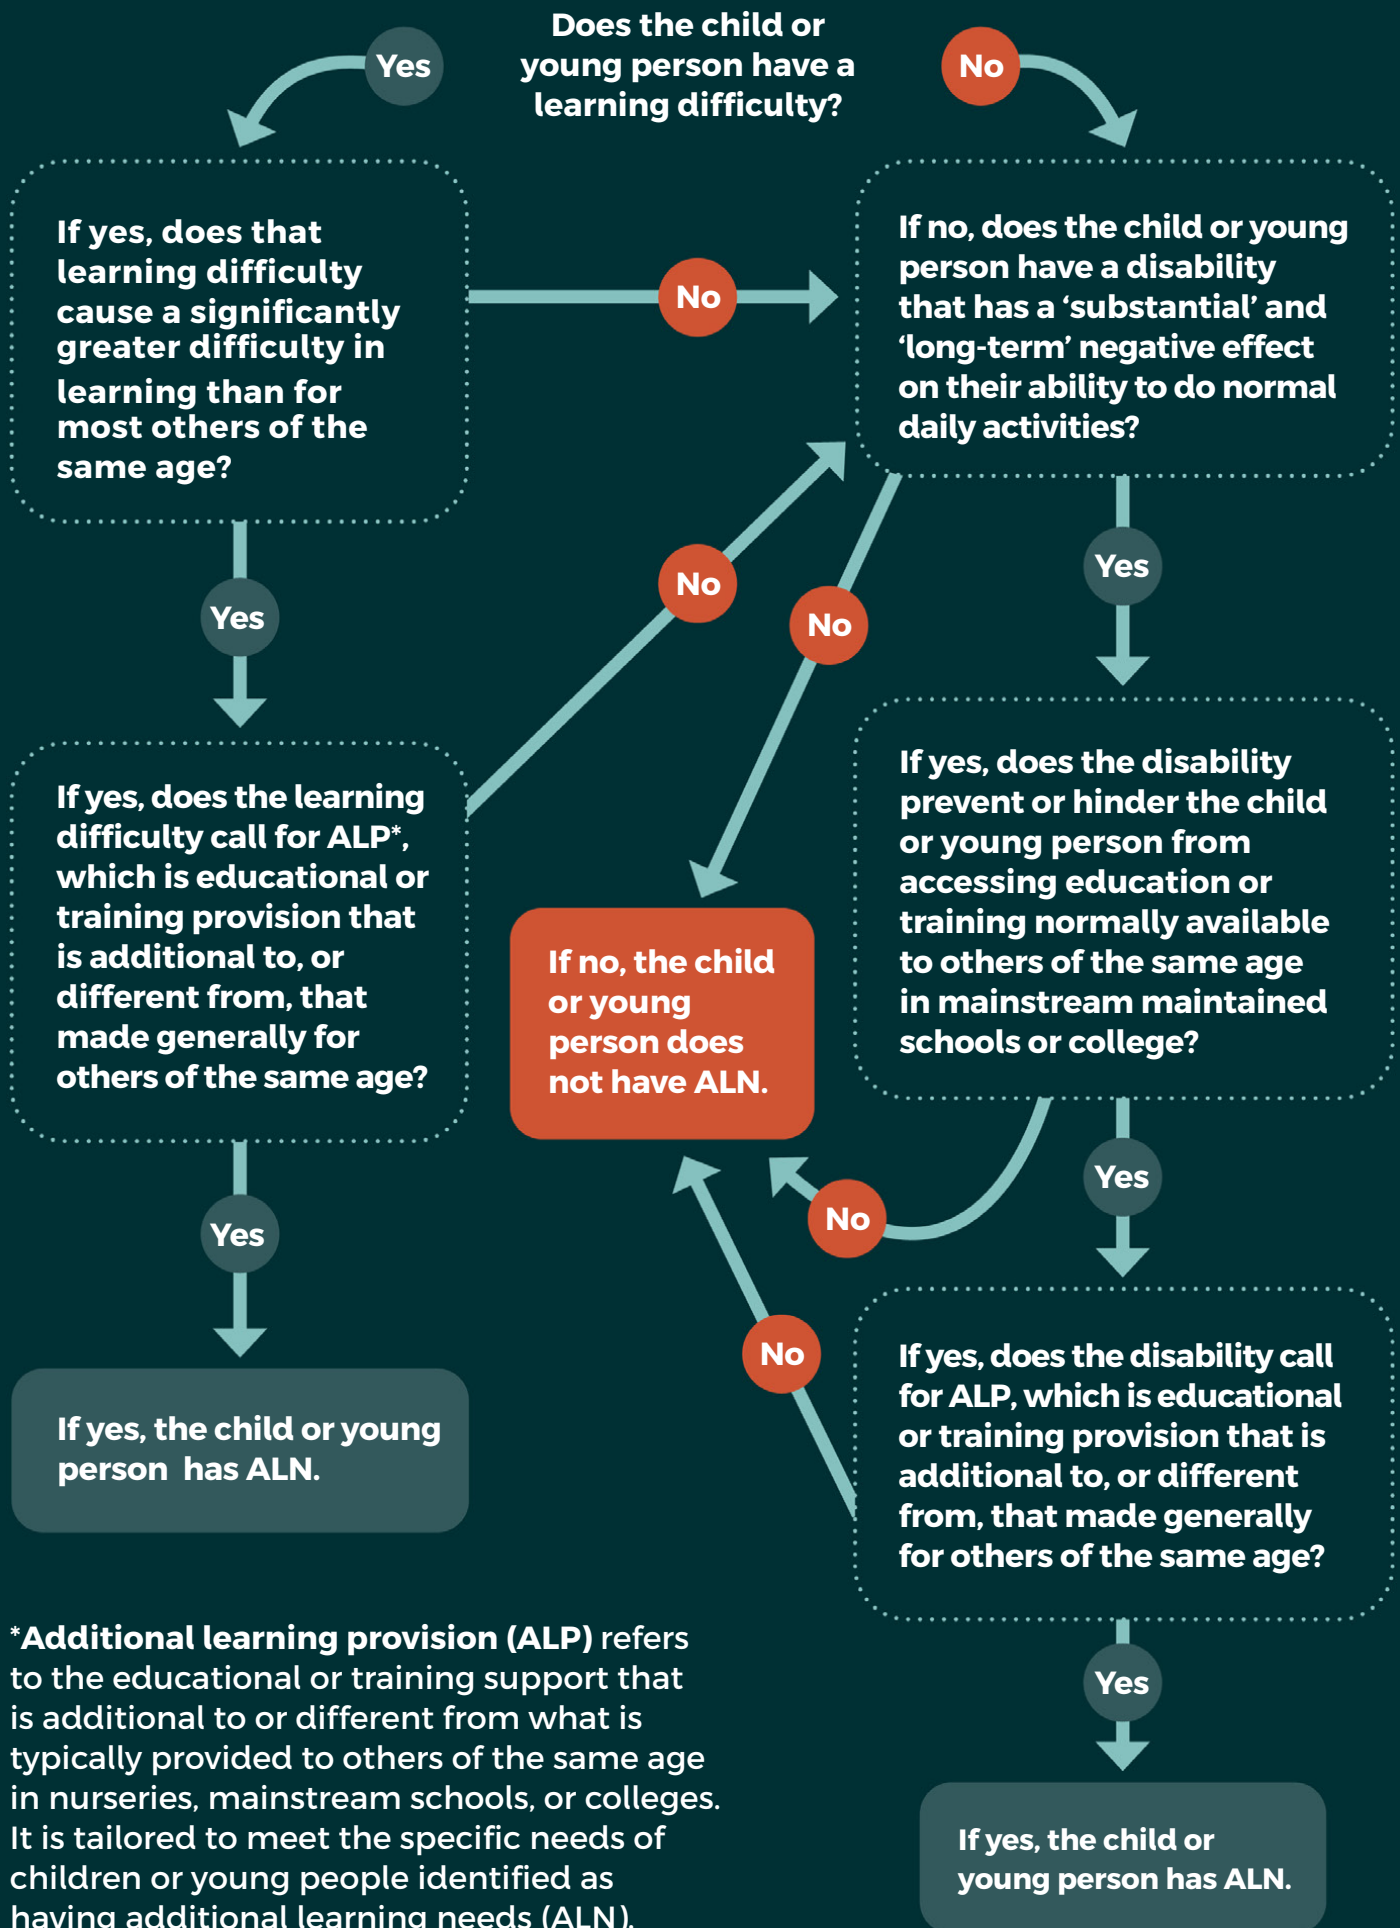 Does the child or
young person have a
learning difficulty?
Yes
No
If yes, does that
learning difficulty
cause a significantly
greater difficulty in
learning than for
most others of the
same age?
No
If no, does the child or young
person have a disability
that has a ‘substantial’ and
‘long-term’ negative effect
on their ability to do normal
daily activities?
Yes
No
No
Yes
If yes, does the learning
difficulty call for ALP*,
which is educational or
training provision that
is additional to, or
different from, that
made generally for
others of the same age?
If no, the child
or young
person does
not have ALN.
If yes, does the disability
prevent or hinder the child
or young person from
accessing education or
training normally available
to others of the same age
in mainstream maintained
schools or college?
Yes
No
Yes
No
If yes, the child or young
person has ALN.
If yes, does the disability call
for ALP, which is educational
or training provision that is
additional to, or different
from, that made generally
for others of the same age?
Yes
If yes, the child or
young person has ALN.
*Additional learning provision (ALP) refers
to the educational or training support that
is additional to or different from what is
typically provided to others of the same age
in nurseries, mainstream schools, or colleges.
It is tailored to meet the specific needs of
children or young people identified as
having additional learning needs (ALN).